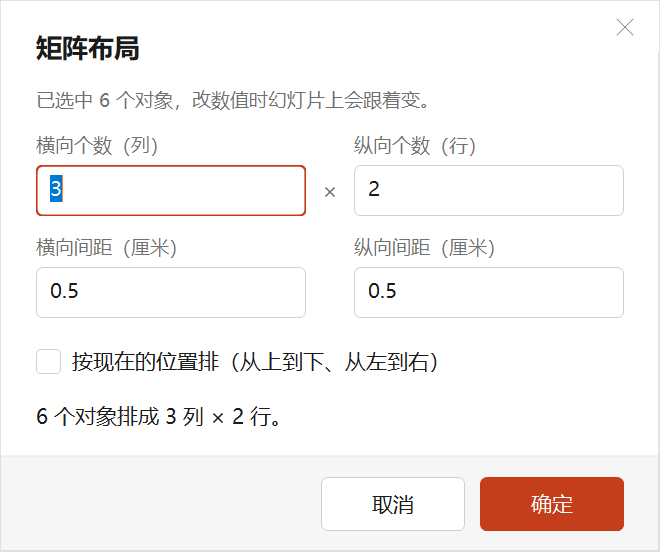 矩阵布局
已选中 6 个对象，改数值时幻灯片上会跟着变。
横向个数（列）
纵向个数（行）
3
×
2
横向间距（厘米）
纵向间距（厘米）
0.5
0.5
按现在的位置排（从上到下、从左到右）
6 个对象排成 3 列 × 2 行。
取消
确定